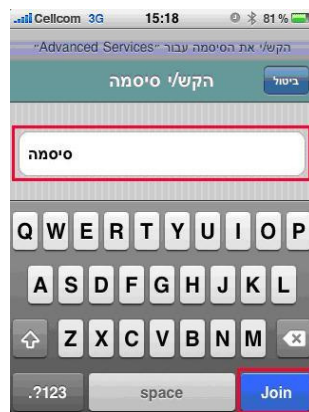 Cellcom 3G 15:18 81%
הקש/י את הסיסמה עבור "Advanced Services"
הקש/י סיסמה
ביטול
סיסמה
Q W E R T Y U I O P
A S D F G H J K L
Z X C V B N M
.?123 space Join